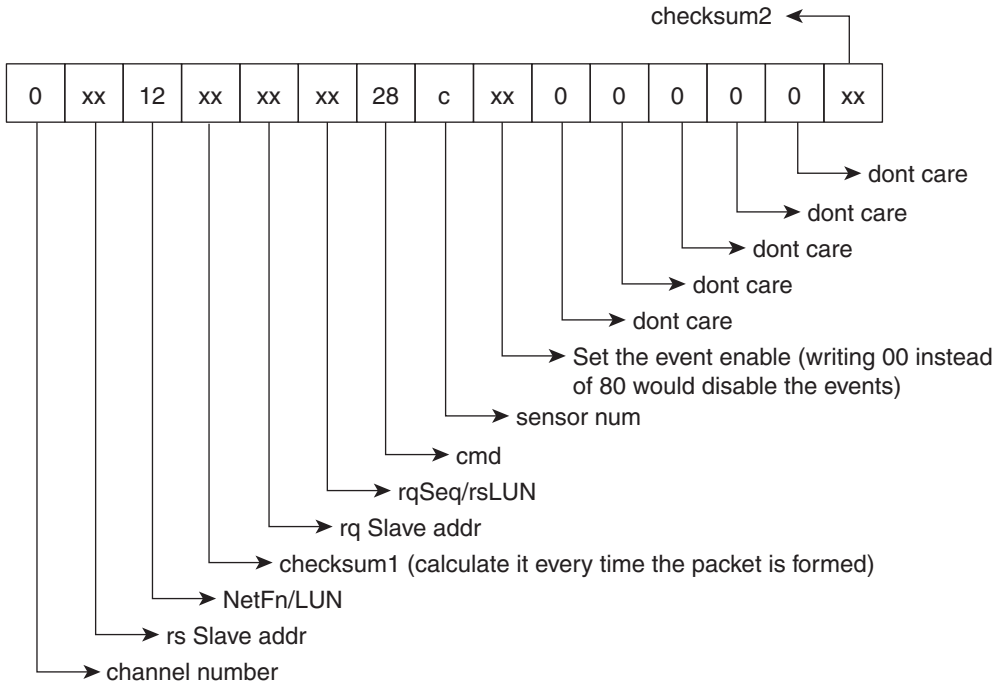 checksum2
0 xx 12 xx xx xx 28 c xx 0 0 0 0 0 xx
dont care
dont care
dont care
dont care
dont care
Set the event enable (writing 00 instead
of 80 would disable the events)
sensor num
cmd
rqSeq/rsLUN
rq Slave addr
checksum1 (calculate it every time the packet is formed)
NetFn/LUN
rs Slave addr
channel number